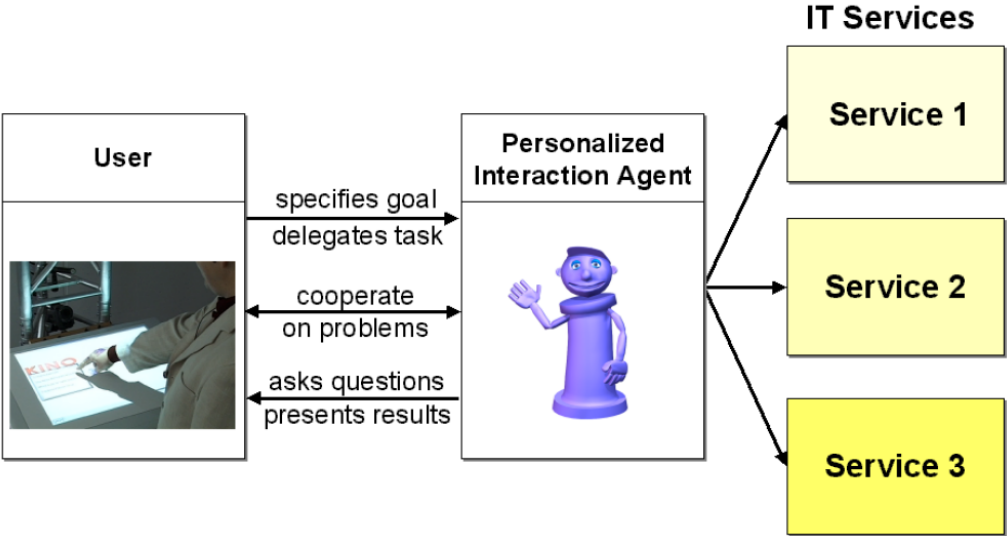 IT Services
User
Personalized
Interaction Agent
specifies goal
delegates task
cooperate
on problems
asks questions
presents results
KINO
Service 1
Service 2
Service 3